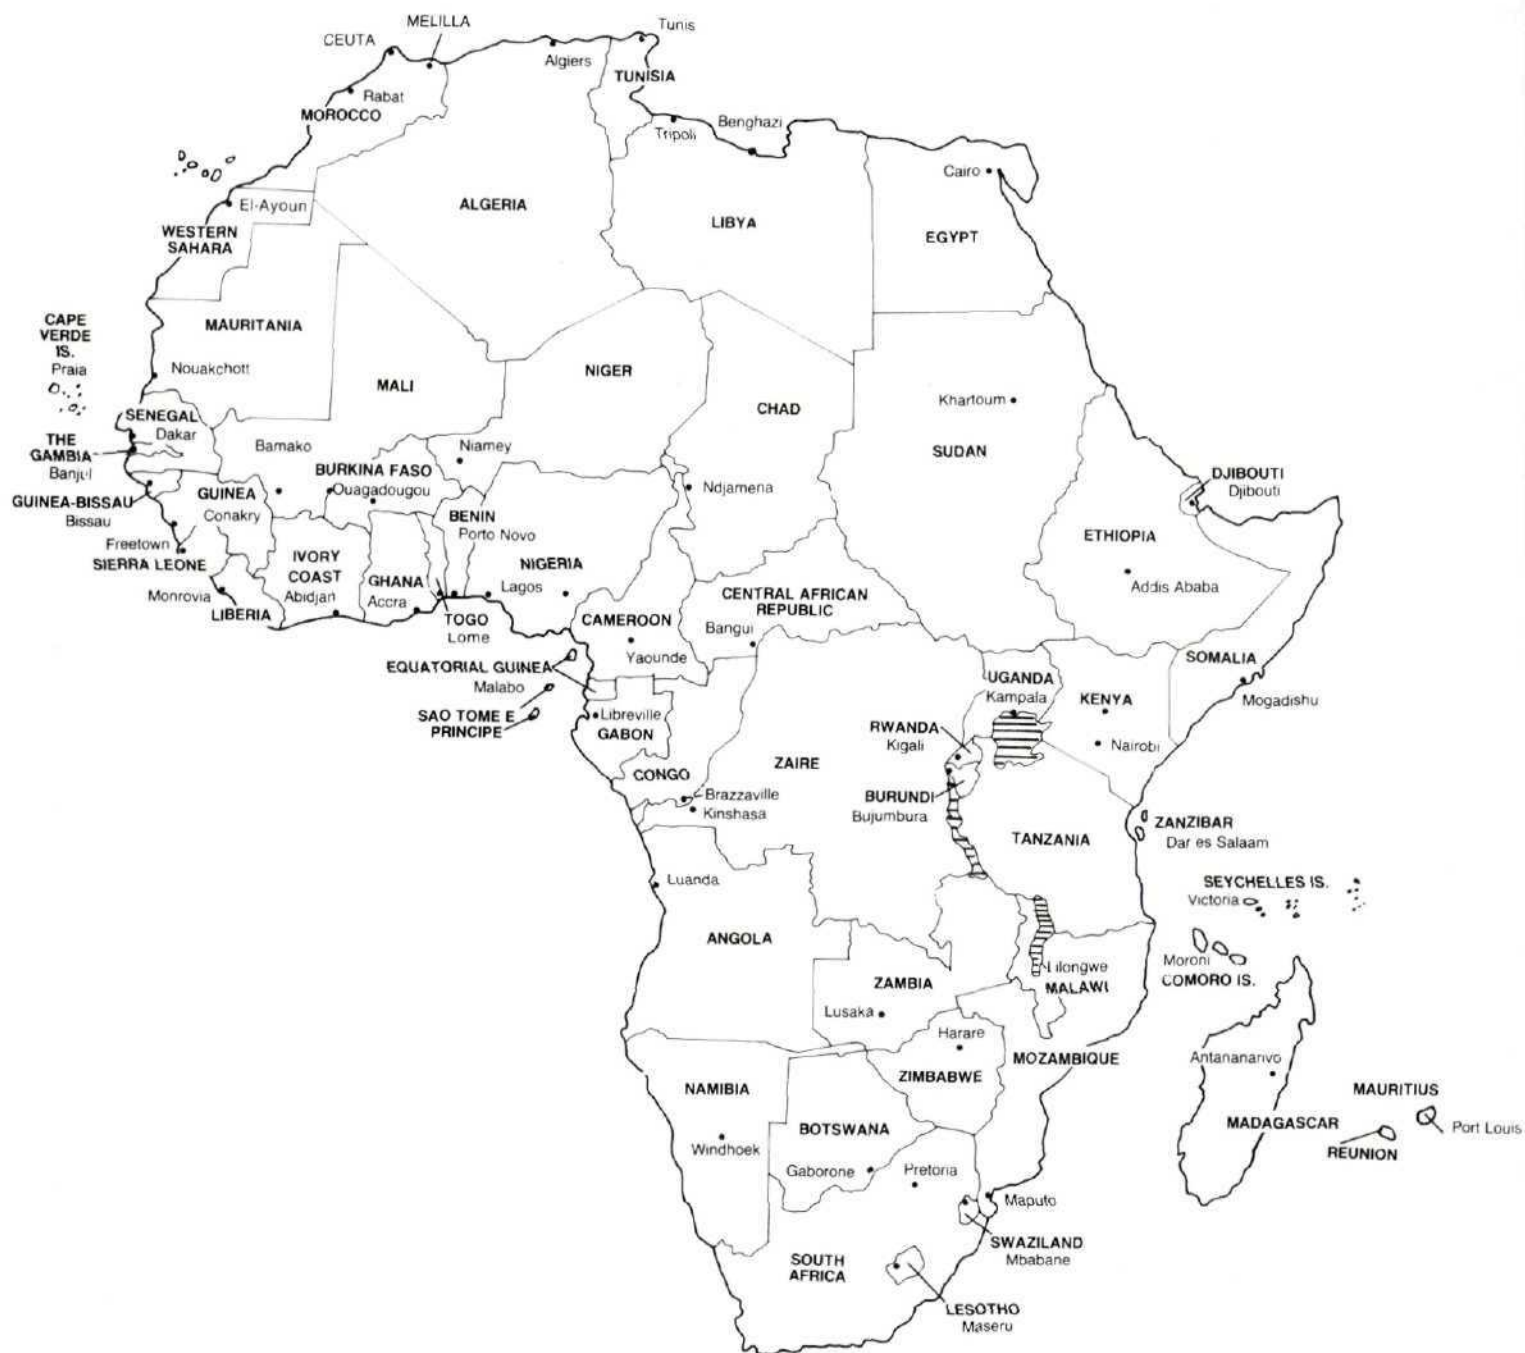 MELILLA
Tunis
CEUTA
Algiers
TUNISIA
Rabat
MOROCCO
Tripoli
Benghazi
Cairo
El-Ayoun
ALGERIA
LIBYA
EGYPT
WESTERN
SAHARA
CAPE
VERDE
IS.
Praia
MAURITANIA
Nouakchott
MALI
NIGER
CHAD
Khartoum
SUDAN
SENEGAL
Dakar
THE
GAMBIA
Banjul
Bamako
Niamey
BURKINA FASO
Ouagadougou
GUINEA-BISSAU
Bissau
GUINEA
Conakry
Ndjamena
DJIBOUTI
Djibouti
BENIN
Porto Novo
Freetown
SIERRA LEONE
IVORY
COAST
Abidjan
GHANA
Accra
NIGERIA
Lagos
ETHIOPIA
Addis Ababa
Monrovia
LIBERIA
TOGO
Lome
CAMEROON
Yaounde
CENTRAL AFRICAN
REPUBLIC
Bangui
EQUATORIAL GUINEA
Malabo
SAO TOME E
PRINCIPE
Libreville
GABON
UGANDA
Kampala
KENYA
Nairobi
SOMALIA
Mogadishu
RWANDA
Kigali
CONGO
Brazzaville
Kinshasa
ZAIRE
BURUNDI
Bujumbura
TANZANIA
ZANZIBAR
Dar es Salaam
Luanda
SEYCHELLES IS.
Victoria
ANGOLA
Moroni
COMORO IS.
ZAMBIA
Lusaka
Lilongwe
MALAWI
Harare
ZIMBABWE
MOZAMBIQUE
Antananarivo
MADAGASCAR
MAURITIUS
Port Louis
REUNION
NAMIBIA
Windhoek
BOTSWANA
Gaborone
Pretoria
Maputo
SWAZILAND
Mbabane
SOUTH
AFRICA
LESOTHO
Maseru